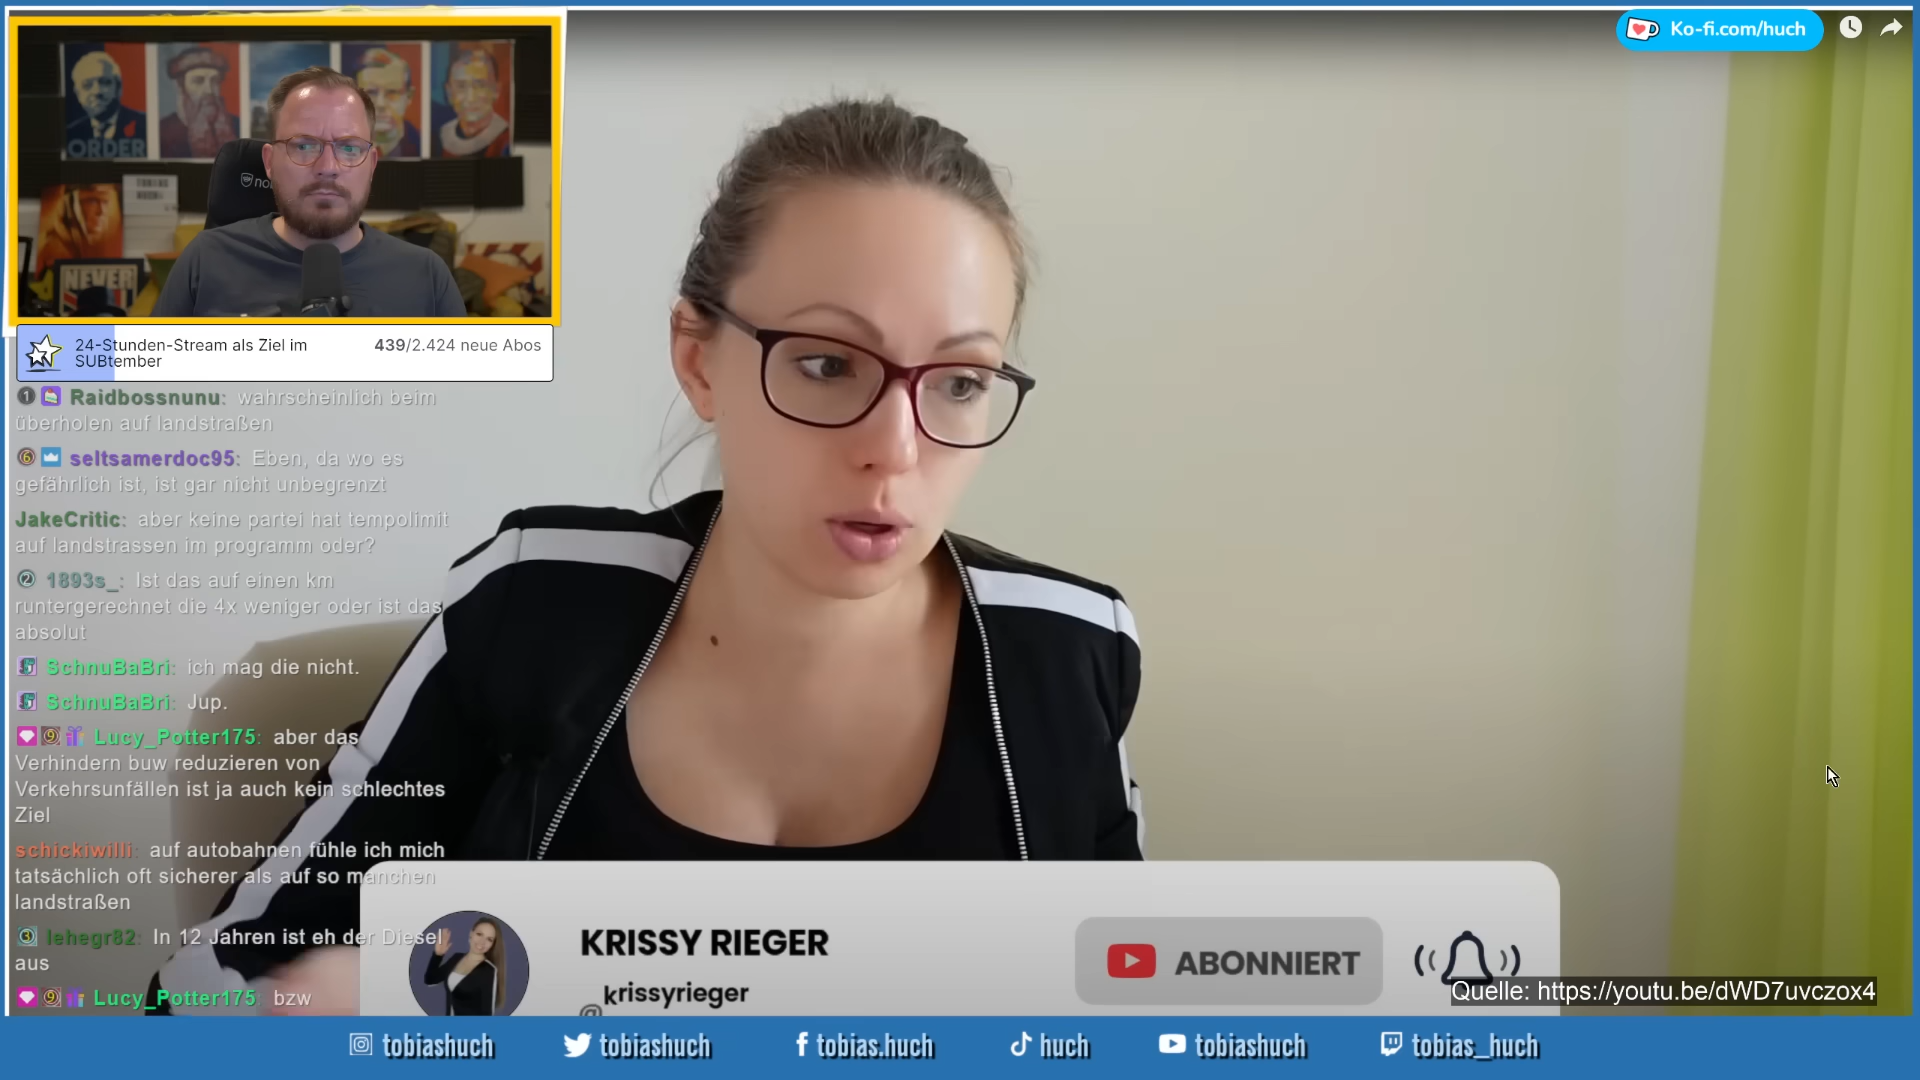 Ko-fi.com/huch
ORDER
NEVER
24-Stunden-Stream als Ziel im
SUBtember
439/2.424 neue Abos
Raidbossnunu: wahrscheinlich beim
überholen auf landstraßen
seltsamerdoc95: Eben, da wo es
gefährlich ist, ist gar nicht unbegrenzt
JakeCritic: aber keine partei hat tempolimit
auf landstrassen im programm oder?
1893s_: Ist das auf einen km
runtergerechnet die 4x weniger oder ist das
absolut
SchnuBaBri: ich mag die nicht.
SchnuBaBri: Jup.
Lucy_Potter175: aber das
Verhindern buw reduzieren von
Verkehrsunfällen ist ja auch kein schlechtes
Ziel
schickiwilli: auf autobahnen fühle ich mich
tatsächlich oft sicherer als auf so manchen
landstraßen
lehegr82: In 12 Jahren ist eh der Diesel
aus
Lucy_Potter175: bzw
KRISSY RIEGER
@krissyrieger
ABONNIERT
Quelle: https://youtu.be/dWD7uvczox4
tobiashuch
tobiashuch
tobias.huch
huch
tobiashuch
tobias_huch